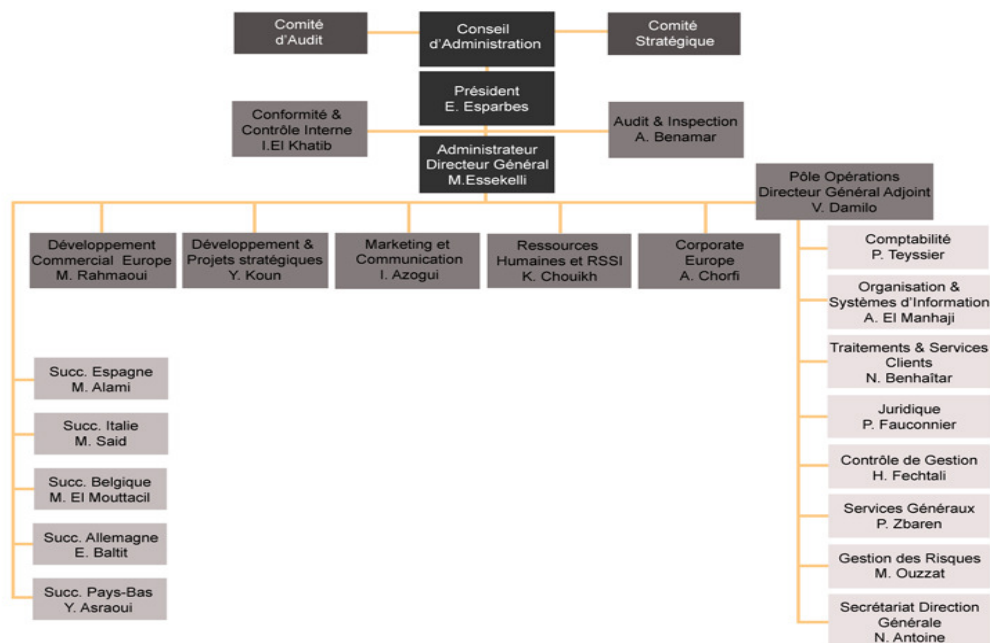 Comité
d'Audit
Conseil
d'Administration
Comité
Stratégique
Président
E. Esparbes
Conformité &
Contrôle Interne
I.El Khatib
Audit & Inspection
A. Benamar
Administrateur
Directeur Général
M.Essekelli
Pôle Opérations
Directeur Général Adjoint
V. Damilo
Développement
Commercial Europe
M. Rahmaoui
Développement &
Projets stratégiques
Y. Koun
Marketing et
Communication
I. Azogui
Ressources
Humaines et RSSI
K. Chouikh
Corporate
Europe
A. Chorfi
Comptabilité
P. Teyssier
Organisation &
Systèmes d'Information
A. El Manhaji
Traitements & Services
Clients
N. Benhaîtar
Juridique
P. Fauconnier
Contrôle de Gestion
H. Fechtali
Services Généraux
P. Zbaren
Gestion des Risques
M. Ouzzat
Secrétariat Direction
Générale
N. Antoine
Succ. Espagne
M. Alami
Succ. Italie
M. Said
Succ. Belgique
M. El Mouttacil
Succ. Allemagne
E. Baltit
Succ. Pays-Bas
Y. Asraoui